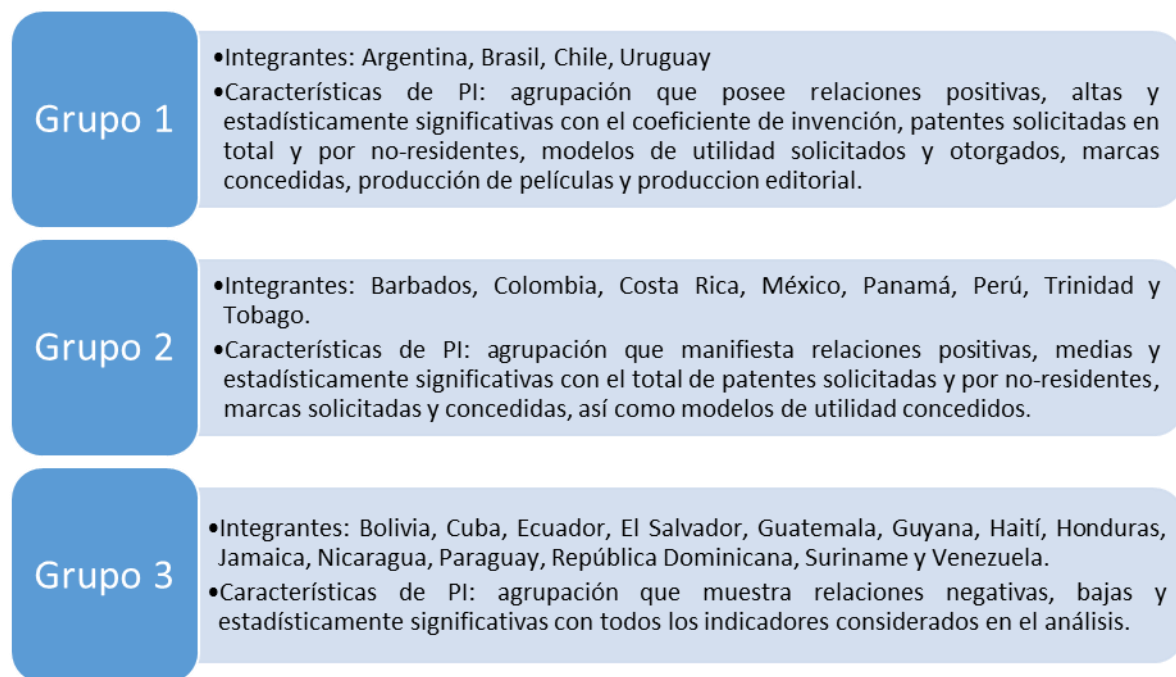 Grupo 1
•Integrantes: Argentina, Brasil, Chile, Uruguay
•Características de PI: agrupación que posee relaciones positivas, altas y
estadísticamente significativas con el coeficiente de invención, patentes solicitadas en
total y por no-residentes, modelos de utilidad solicitados y otorgados, marcas
concedidas, producción de películas y produccion editorial.
Grupo 2
•Integrantes: Barbados, Colombia, Costa Rica, México, Panamá, Perú, Trinidad y
Tobago.
•Características de PI: agrupación que manifiesta relaciones positivas, medias y
estadísticamente significativas con el total de patentes solicitadas y por no-residentes,
marcas solicitadas y concedidas, así como modelos de utilidad concedidos.
Grupo 3
•Integrantes: Bolivia, Cuba, Ecuador, El Salvador, Guatemala, Guyana, Haití, Honduras,
Jamaica, Nicaragua, Paraguay, República Dominicana, Suriname y Venezuela.
•Características de PI: agrupación que muestra relaciones negativas, bajas y
estadísticamente significativas con todos los indicadores considerados en el análisis.